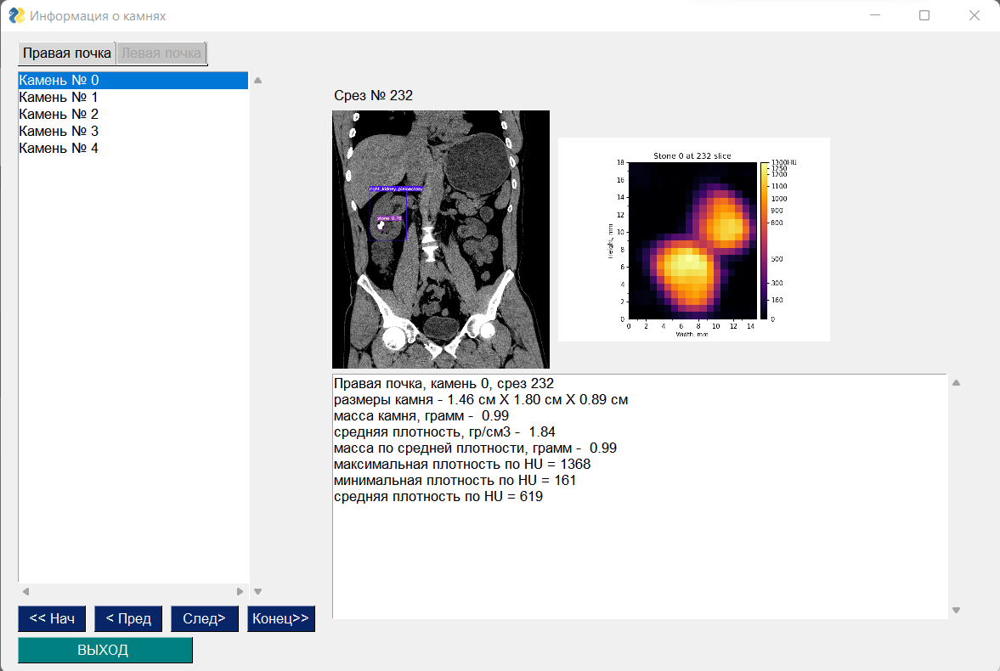 Информация о камнях
Правая почка
Левая почка
Камень № 0
Камень № 1
Камень № 2
Камень № 3
Камень № 4
Срез № 232
right_kidney_pieloectasy
stone 0.76
Stone 0 at 232 slice
Height, mm
18
16
14
12
10
8
6
4
2
0
0 2 4 6 8 10 12 14
Width, mm
1300HU
1250
1200
1100
1000
900
800
500
300
160
0
Правая почка, камень 0, срез 232
размеры камня - 1.46 см X 1.80 см X 0.89 см
масса камня, грамм - 0.99
средняя плотность, гр/см3 - 1.84
масса по средней плотности, грамм - 0.99
максимальная плотность по HU = 1368
минимальная плотность по HU = 161
средняя плотность по HU = 619
<< Нач
< Пред
След>
Конец>>
ВЫХОД